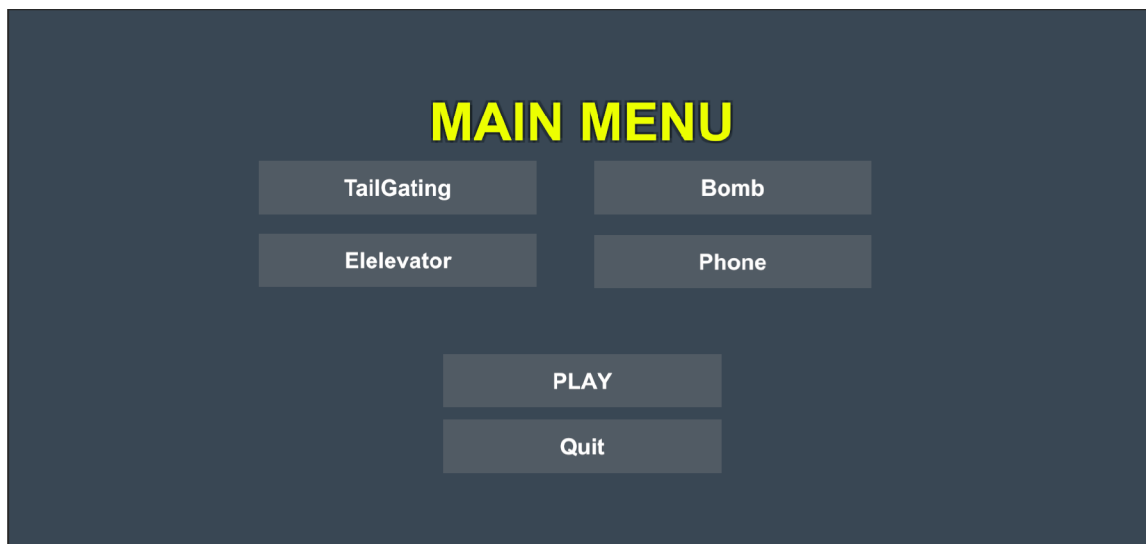 MAIN MENU
TailGating
Bomb
Elelevator
Phone
PLAY
Quit